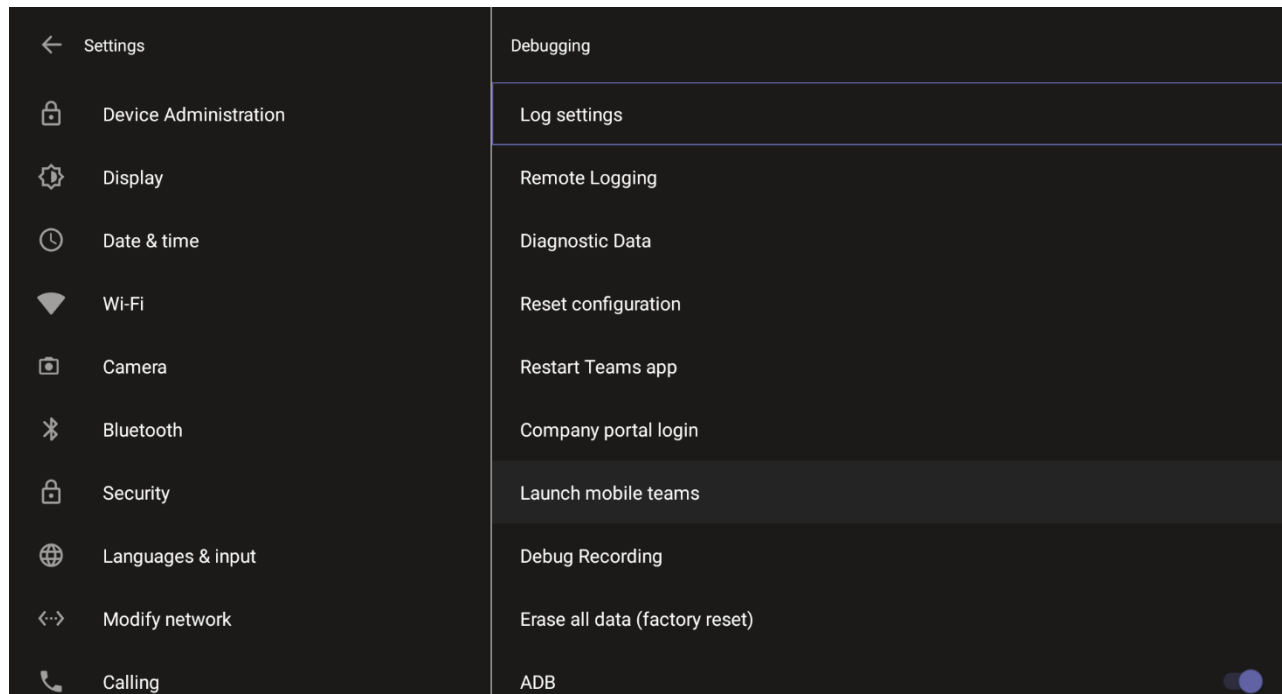 Settings
Device Administration
Display
Date & time
Wi-Fi
Camera
Bluetooth
Security
Languages & input
Modify network
Calling
Debugging
Log settings
Remote Logging
Diagnostic Data
Reset configuration
Restart Teams app
Company portal login
Launch mobile teams
Debug Recording
Erase all data (factory reset)
ADB